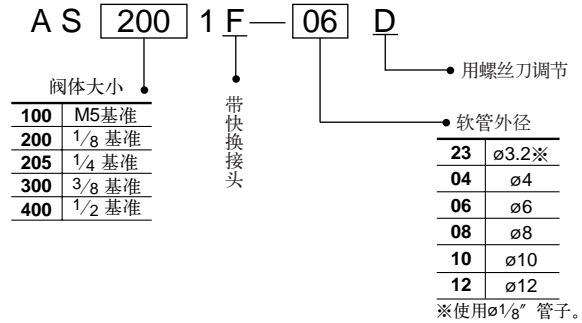 AS 200 1 F — 06 D
用螺丝刀调节
阀体大小
100 M5基准
200 1/8 基准
205 1/4 基准
300 3/8 基准
400 1/2 基准
带快换接头
软管外径
23 ø3.2※
04 ø4
06 ø6
08 ø8
10 ø10
12 ø12
※使用ø1/8″ 管子。